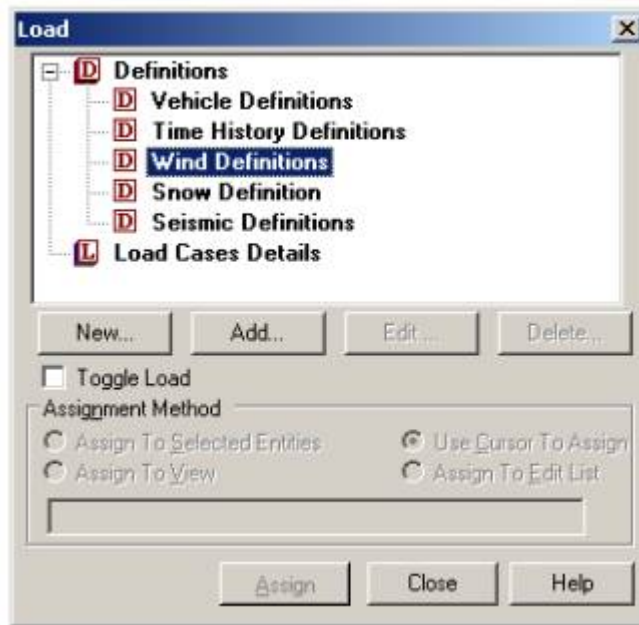 Load
D Definitions
D Vehicle Definitions
D Time History Definitions
D Wind Definitions
D Snow Definition
D Seismic Definitions
L Load Cases Details
New... Add... Edit... Delete...
Toggle Load
Assignment Method
Assign To Selected Entities Use Cursor To Assign
Assign To View Assign To Edit List
Assign Close Help